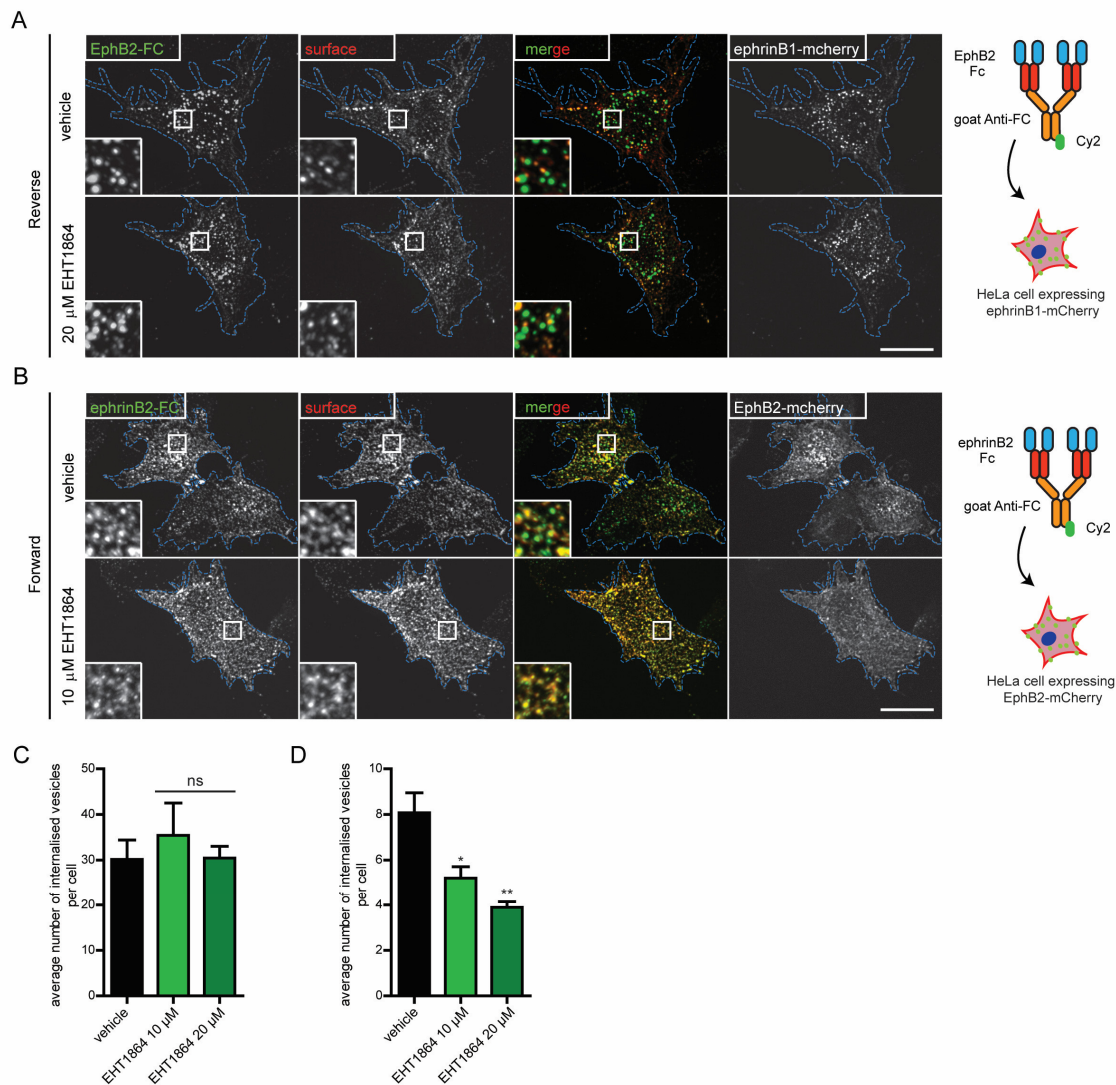 A
EphB2-FC
surface
merge
ephrinB1-mcherry
Reverse
vehicle
20 µM EHT1864
EphB2
Fc
goat Anti-FC
Cy2
HeLa cell expressing
ephrinB1-mCherry
B
ephrinB2-FC
surface
merge
EphB2-mcherry
Forward
vehicle
10 µM EHT1864
ephrinB2
Fc
goat Anti-FC
Cy2
HeLa cell expressing
EphB2-mCherry
C
average number of internalised vesicles
per cell
50
40
30
20
10
0
ns
vehicle
EHT1864 10 µM
EHT1864 20 µM
D
average number of internalised vesicles
per cell
10
8
6
4
2
0
*
**
vehicle
EHT1864 10 µM
EHT1864 20 µM